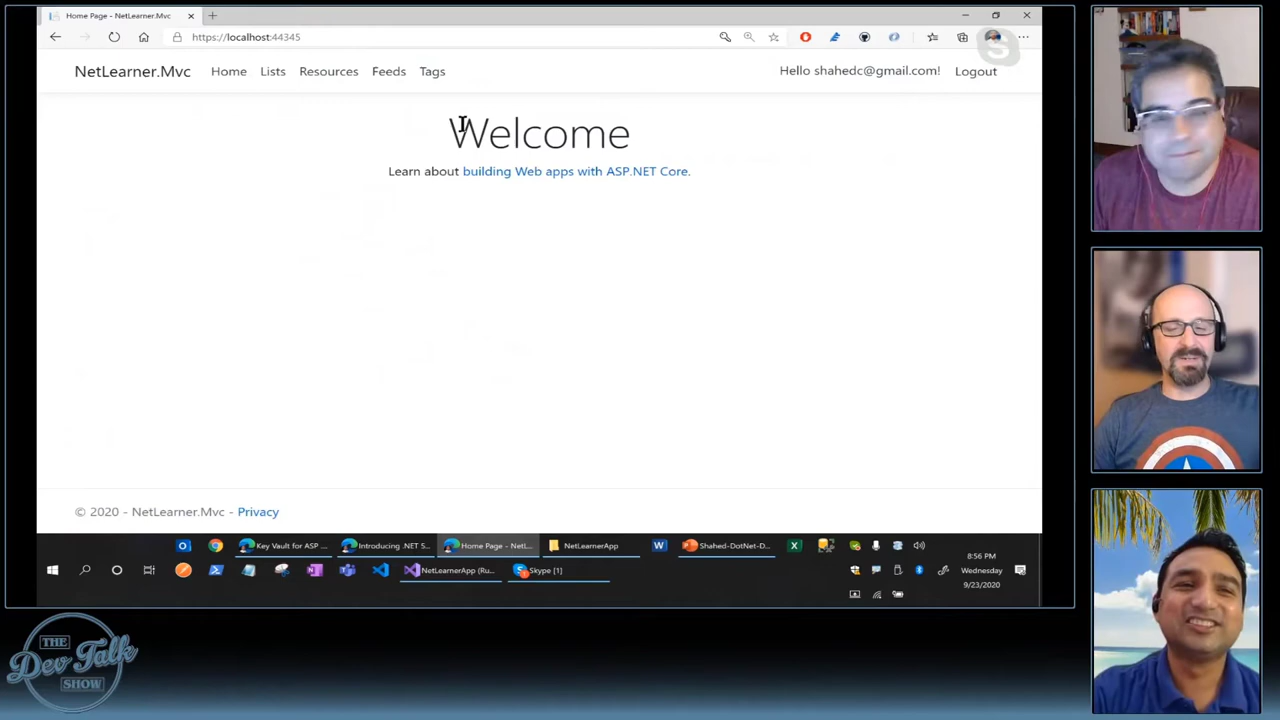 Home Page - NetLearner.Mvc
https://localhost:44345
NetLearner.Mvc Home Lists Resources Feeds Tags Hello shahedc@gmail.com! Logout
Welcome
Learn about building Web apps with ASP.NET Core.
© 2020 - NetLearner.Mvc - Privacy
Key Vault for ASP ... Introducing .NET S... Home Page - NetL... NetLearnerApp Shahed-DotNet-D...
NetLearnerApp (Ru... Skype [1]
8:56 PM
Wednesday
9/23/2020
THE
Dev Talk
SHOW